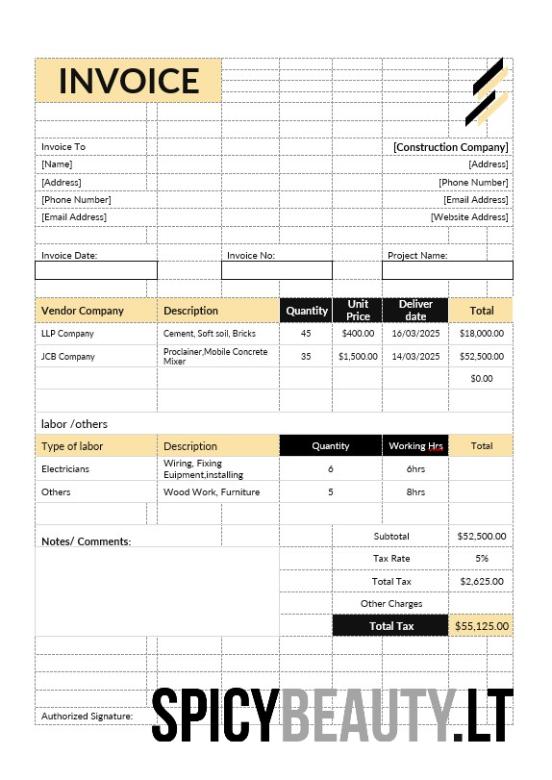 INVOICE
Invoice To [Construction Company]
[Name] [Address]
[Address] [Phone Number]
[Phone Number] [Email Address]
[Email Address] [Website Address]
Invoice Date: Invoice No: Project Name:
Vendor Company Description Quantity Unit Price Deliver date Total
LLP Company Cement, Soft soil, Bricks 45 $400.00 16/03/2025 $18,000.00
JCB Company Proclainer,Mobile Concrete Mixer 35 $1,500.00 14/03/2025 $52,500.00
$0.00
labor /others
Type of labor Description Quantity Working Hrs Total
Electricians Wiring, Fixing Euipment,installing 6 6hrs
Others Wood Work, Furniture 5 8hrs
Subtotal $52,500.00
Notes/ Comments:
Tax Rate 5%
Total Tax $2,625.00
Other Charges
Total Tax $55,125.00
Authorized Signature:
SPICYBEAUTY.LT